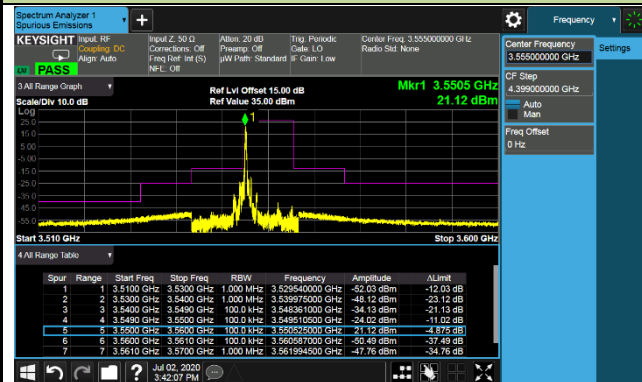 Spectrum Analyzer 1
Spurious Emissions
Frequency
KEYSIGHT Input: RF Input Z: 50 Ω Atten: 20 dB Trig: Periodic Center Freq: 3.555000000 GHz
Coupling: DC Corrections: Off Preamp: Off Gate: LO Radio Std: None
Align: Auto Freq Ref: Int (S) µW Path: Standard IF Gain: Low
PASS NFE: Off
Center Frequency
3.555000000 GHz
Settings
CF Step
4.399000000 GHz
Auto
Man
Freq Offset
0 Hz
3 All Range Graph
Ref Lvl Offset 15.00 dB Mkr1 3.5505 GHz
Scale/Div 10.0 dB Ref Value 35.00 dBm 21.12 dBm
Log
25.0
15.0
5.00
-5.00
-15.0
-25.0
-35.0
-45.0
-55.0
1
Start 3.510 GHz Stop 3.600 GHz
4 All Range Table
Spur Range Start Freq Stop Freq RBW Frequency Amplitude ΔLimit
1 1 3.5100 GHz 3.5300 GHz 1.000 MHz 3.529540000 GHz -52.03 dBm -12.03 dB
2 2 3.5300 GHz 3.5400 GHz 1.000 MHz 3.539975000 GHz -48.12 dBm -23.12 dB
3 3 3.5400 GHz 3.5490 GHz 100.0 kHz 3.548361000 GHz -34.13 dBm -21.13 dB
4 4 3.5490 GHz 3.5500 GHz 100.0 kHz 3.549510500 GHz -24.02 dBm -11.02 dB
5 5 3.5500 GHz 3.5600 GHz 100.0 kHz 3.550525000 GHz 21.12 dBm -4.875 dB
6 6 3.5600 GHz 3.5610 GHz 100.0 kHz 3.560587000 GHz -50.49 dBm -37.49 dB
7 7 3.5610 GHz 3.5700 GHz 1.000 MHz 3.561994500 GHz -47.76 dBm -34.76 dB
Jul 02, 2020
3:42:07 PM